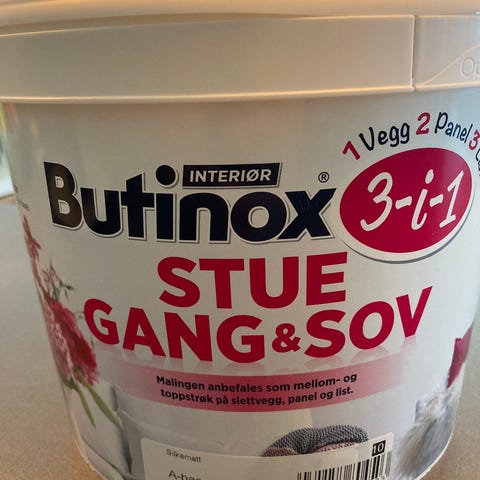 1 Vegg 2 Panel 3
INTERIØR
Butinox®
3-i-1
STUE
GANG & SOV
Malingen anbefales som mellom- og
toppstrøk på slettvegg, panel og list.
Silkematt
10